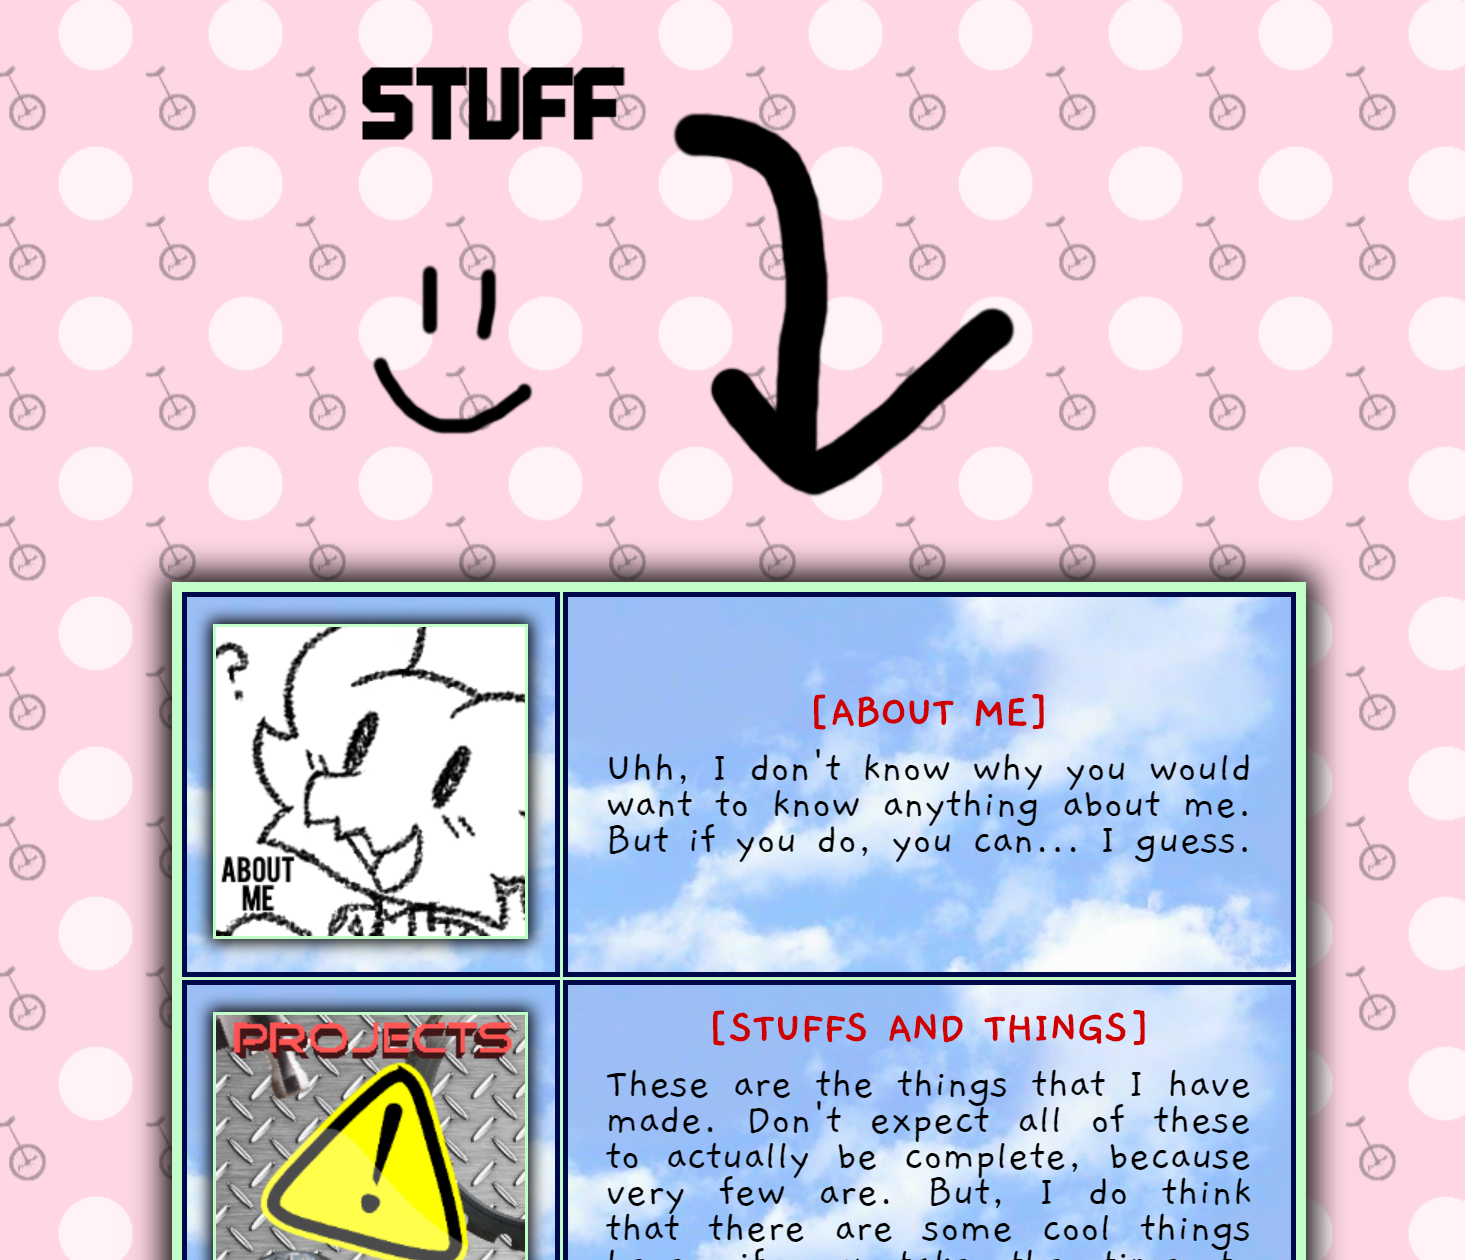 STUFF
?
ABOUT
ME
[ABOUT ME]
Uhh, I don't know why you would
want to know anything about me.
But if you do, you can... I guess.
PROJECTS
!
[STUFFS AND THINGS]
These are the things that I have
made. Don't expect all of these
to actually be complete, because
very few are. But, I do think
that there are some cool things